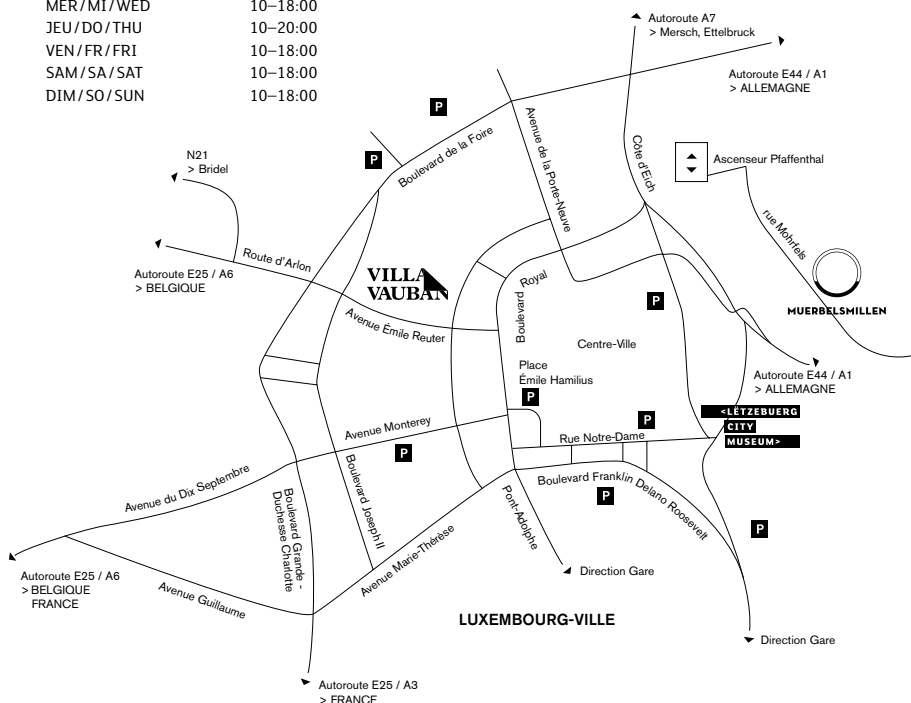 MER/MI/WED 10–18:00
JEU/DO/THU 10–20:00
VEN/FR/FRI 10–18:00
SAM/SA/SAT 10–18:00
DIM/SO/SUN 10–18:00
Autoroute A7
> Mersch, Ettelbruck
Autoroute E44 / A1
> ALLEMAGNE
P
P
Boulevard de la Foire
Avenue de la Porte-Neuve
Côte d'Eich
Ascenseur Pfaffenthal
rue Mohrfels
N21
> Bridel
Route d'Arlon
Autoroute E25 / A6
> BELGIQUE
VILLA
VAUBAN
Avenue Émile Reuter
Boulevard Royal
P
MUERBELSMILLEN
Centre-Ville
Place
Émile Hamilius
P
Autoroute E44 / A1
> ALLEMAGNE
<LËTZEBUERG
CITY
MUSEUM>
P
Rue Notre-Dame
Avenue Monterey
P
Avenue du Dix Septembre
Boulevard Grande -
Duchesse Charlotte
Boulevard Joseph II
Avenue Marie-Thérèse
Pont-Adolphe
Boulevard Franklin Delano Roosevelt
P
P
Autoroute E25 / A6
> BELGIQUE
FRANCE
Avenue Guillaume
Direction Gare
LUXEMBOURG-VILLE
Direction Gare
Autoroute E25 / A3
> FRANCE